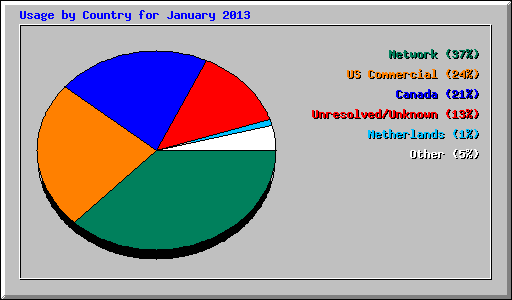 Usage by Country for January 2013
Network (37%)
US Commercial (24%)
Canada (21%)
Unresolved/Unknown (13%)
Netherlands (1%)
Other (5%)